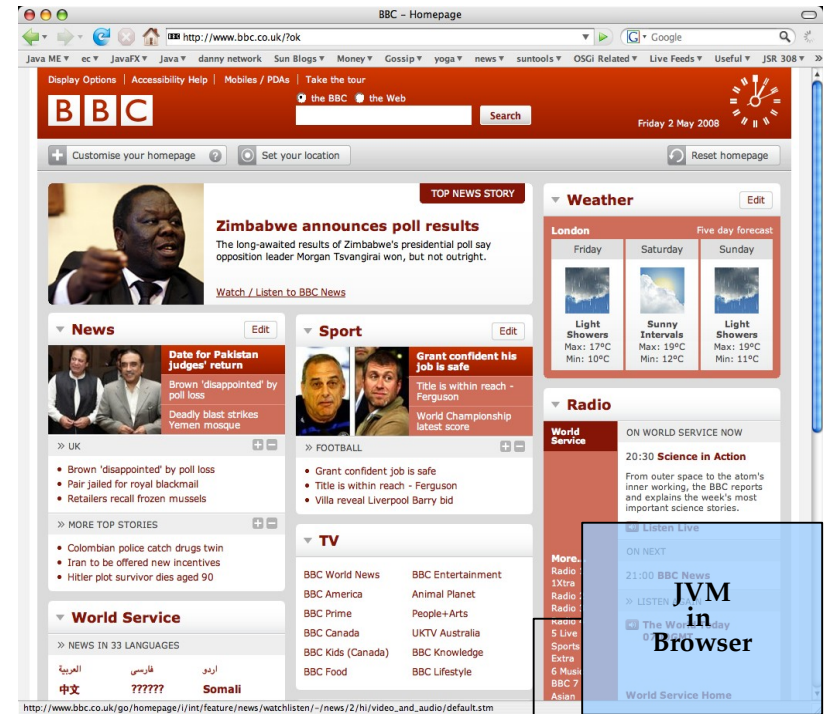 BBC – Homepage
http://www.bbc.co.uk/?ok
Google
Java ME ec JavaFX Java danny network Sun Blogs Money Gossip yoga news suntools OSGi Related Live Feeds Useful JSR 308
Display Options | Accessibility Help | Mobiles / PDAs | Take the tour
BBC
the BBC the Web
Search
Friday 2 May 2008
Customise your homepage ? Set your location
Reset homepage
TOP NEWS STORY
Zimbabwe announces poll results
The long-awaited results of Zimbabwe's presidential poll say
opposition leader Morgan Tsvangirai won, but not outright.
Watch / Listen to BBC News
News
Edit
Date for Pakistan
judges' return
Brown 'disappointed' by
poll loss
Deadly blast strikes
Yemen mosque
» UK
• Brown 'disappointed' by poll loss
• Pair jailed for royal blackmail
• Retailers recall frozen mussels
» MORE TOP STORIES
• Colombian police catch drugs twin
• Iran to be offered new incentives
• Hitler plot survivor dies aged 90
World Service
» NEWS IN 33 LANGUAGES
العربية فارسی اردو
中文 ?????? Somali
Sport
Edit
Grant confident his
job is safe
Title is within reach -
Ferguson
World Championship
latest score
» FOOTBALL
• Grant confident job is safe
• Title is within reach - Ferguson
• Villa reveal Liverpool Barry bid
TV
BBC World News BBC Entertainment
BBC America Animal Planet
BBC Prime People+Arts
BBC Canada UKTV Australia
BBC Kids (Canada) BBC Knowledge
BBC Food BBC Lifestyle
Weather
Edit
London Five day forecast
Friday Saturday Sunday
Light Sunny Light
Showers Intervals Showers
Max: 17°C Max: 19°C Max: 19°C
Min: 10°C Min: 12°C Min: 11°C
Radio
World
Service
ON WORLD SERVICE NOW
20:30 Science in Action
From outer space to the atom's
inner working, the BBC reports
and explains the week's most
important science stories.
Listen Live
ON NEXT
21:00 BBC News
» LISTEN AGAIN
The World Today
More...
Radio
1Xtra
Radio
Radio
Radio
5 Live
Sports
Extra
6 Music
BBC 7
Asian
World Service Home
JVM
in
Browser
http://www.bbc.co.uk/go/homepage/i/int/feature/news/watchlisten/-/news/2/hi/video_and_audio/default.stm